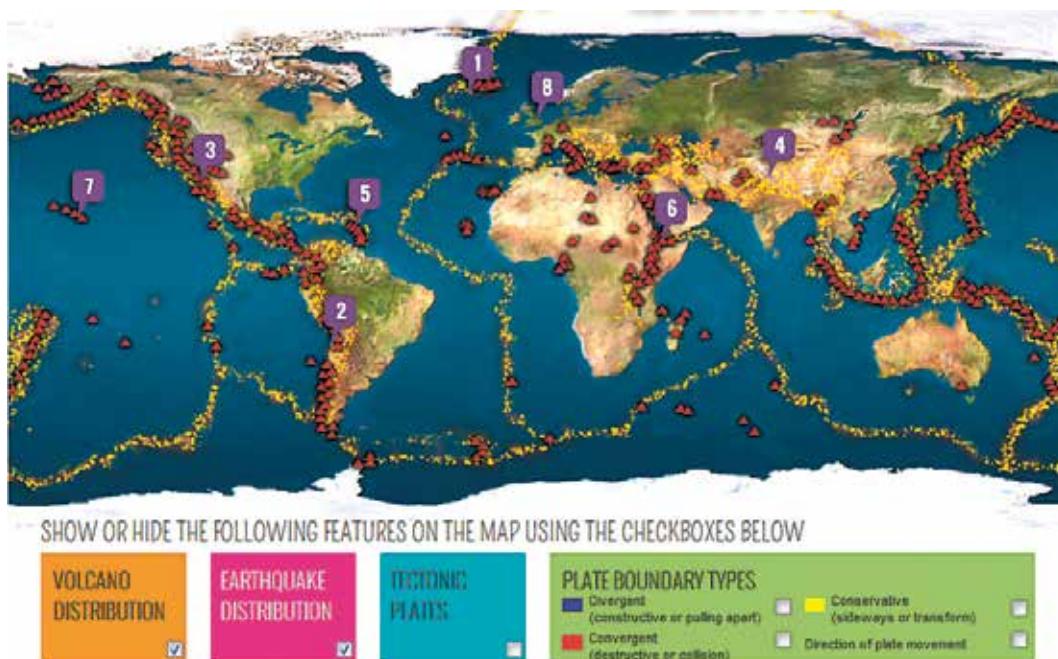 1
8
3
4
7
5
6
2
SHOW OR HIDE THE FOLLOWING FEATURES ON THE MAP USING THE CHECKBOXES BELOW
VOLCANO
DISTRIBUTION
EARTHQUAKE
DISTRIBUTION
TECTONIC
PLATES
PLATE BOUNDARY TYPES
Divergent
(constructive or pulling apart)
Convergent
(destructive or collision)
Conservative
(sideways or transform)
Direction of plate movement